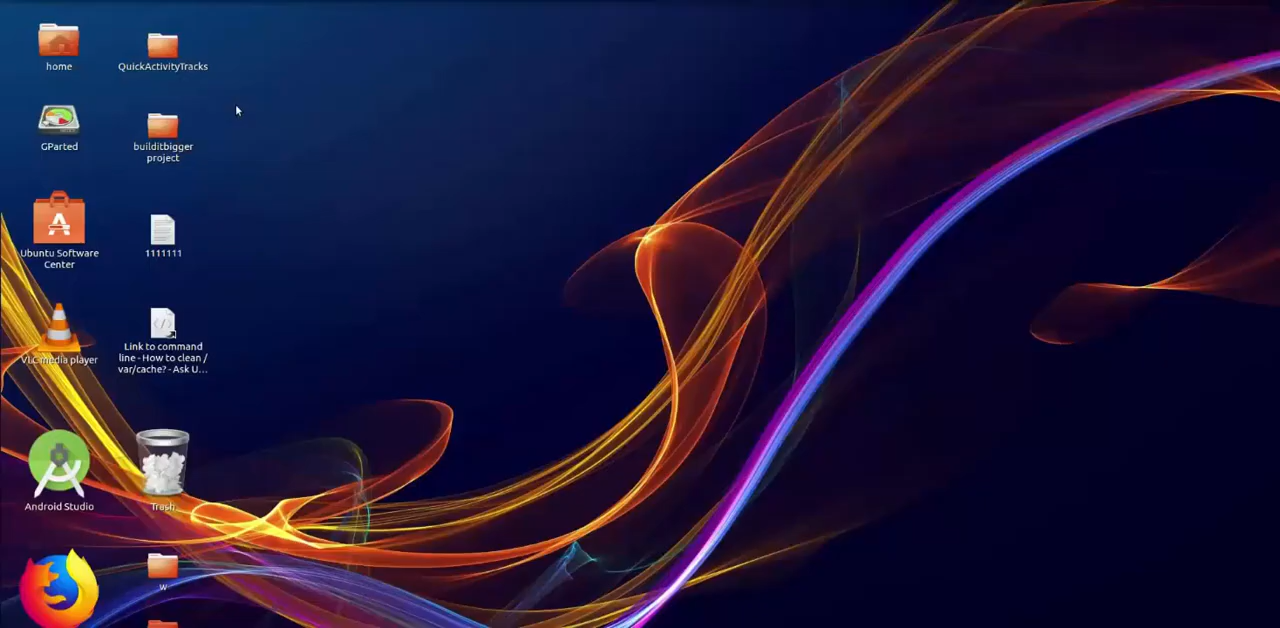 home
QuickActivityTracks
GParted
builditbigger
project
Ubuntu Software
Center
1111111
VLC media player
Link to command
line - How to clean /
var/cache? - Ask U...
Android Studio
Trash
w